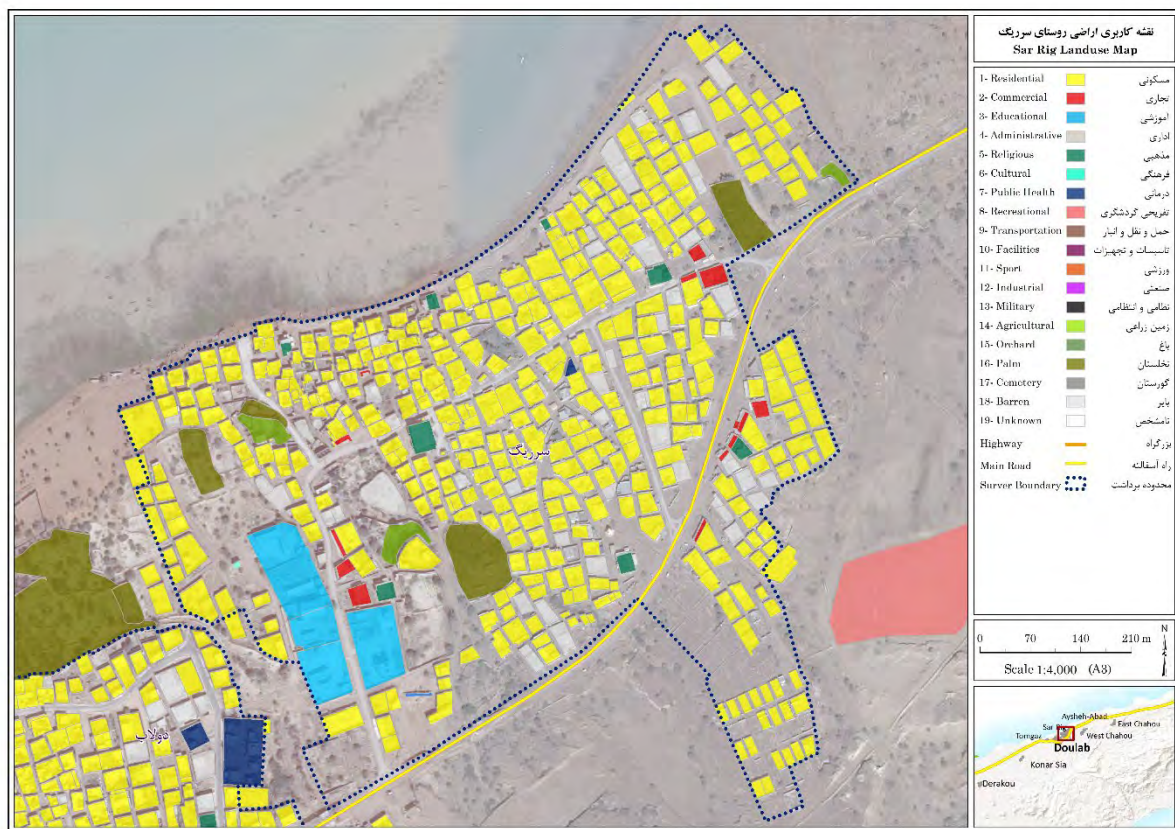 نقشه کاربری اراضی روستای سرریگ
Sar Rig Landuse Map
1- Residential مسکونی
2- Commercial تجاری
3- Educational آموزشی
4- Administrative اداری
5- Religious مذهبی
6- Cultural فرهنگی
7- Public Health درمانی
8- Recreational تفریحی گردشگری
9- Transportation حمل و نقل و انبار
10- Facilities تاسیسات و تجهیزات
11- Sport ورزشی
12- Industrial صنعتی
13- Military نظامی و انتظامی
14- Agricultural زمین زراعی
15- Orchard باغ
16- Palm نخلستان
17- Cemetery گورستان
18- Barren بایر
19- Unknown نامشخص
Highway بزرگراه
Main Road راه آسفالته
Surver Boundary محدوده برداشت
سرریگ
دولاب
0 70 140 210 m
N
Scale 1:4,000 (A3)
Aysheh-Abad
Sar Rig
East Chahou
Tomgaz
West Chahou
Doulab
Konar Sia
Derakou